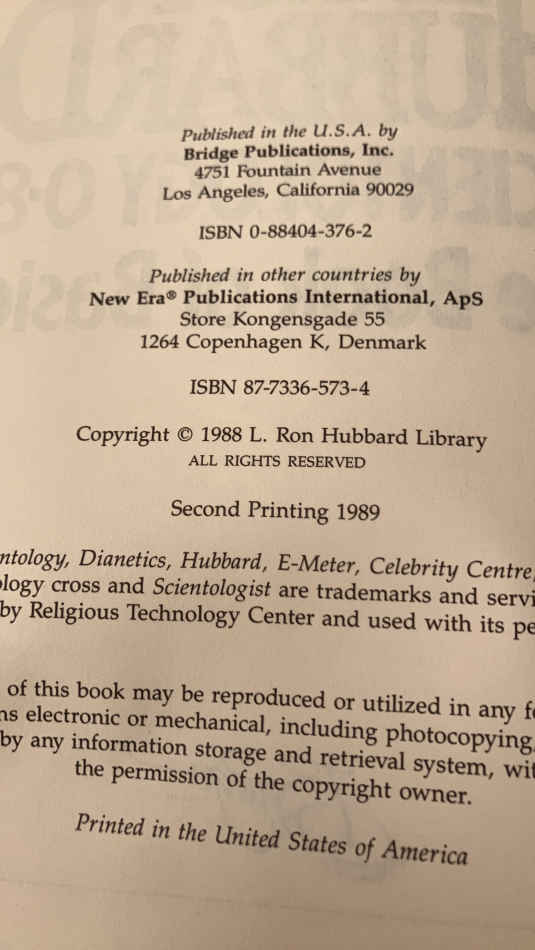 Published in the U.S.A. by
Bridge Publications, Inc.
4751 Fountain Avenue
Los Angeles, California 90029
ISBN 0-88404-376-2
Published in other countries by
New Era® Publications International, ApS
Store Kongensgade 55
1264 Copenhagen K, Denmark
ISBN 87-7336-573-4
Copyright © 1988 L. Ron Hubbard Library
ALL RIGHTS RESERVED
Second Printing 1989
ntology, Dianetics, Hubbard, E-Meter, Celebrity Centre,
ology cross and Scientologist are trademarks and servi
by Religious Technology Center and used with its pe
of this book may be reproduced or utilized in any f
ns electronic or mechanical, including photocopying,
by any information storage and retrieval system, wit
the permission of the copyright owner.
Printed in the United States of America